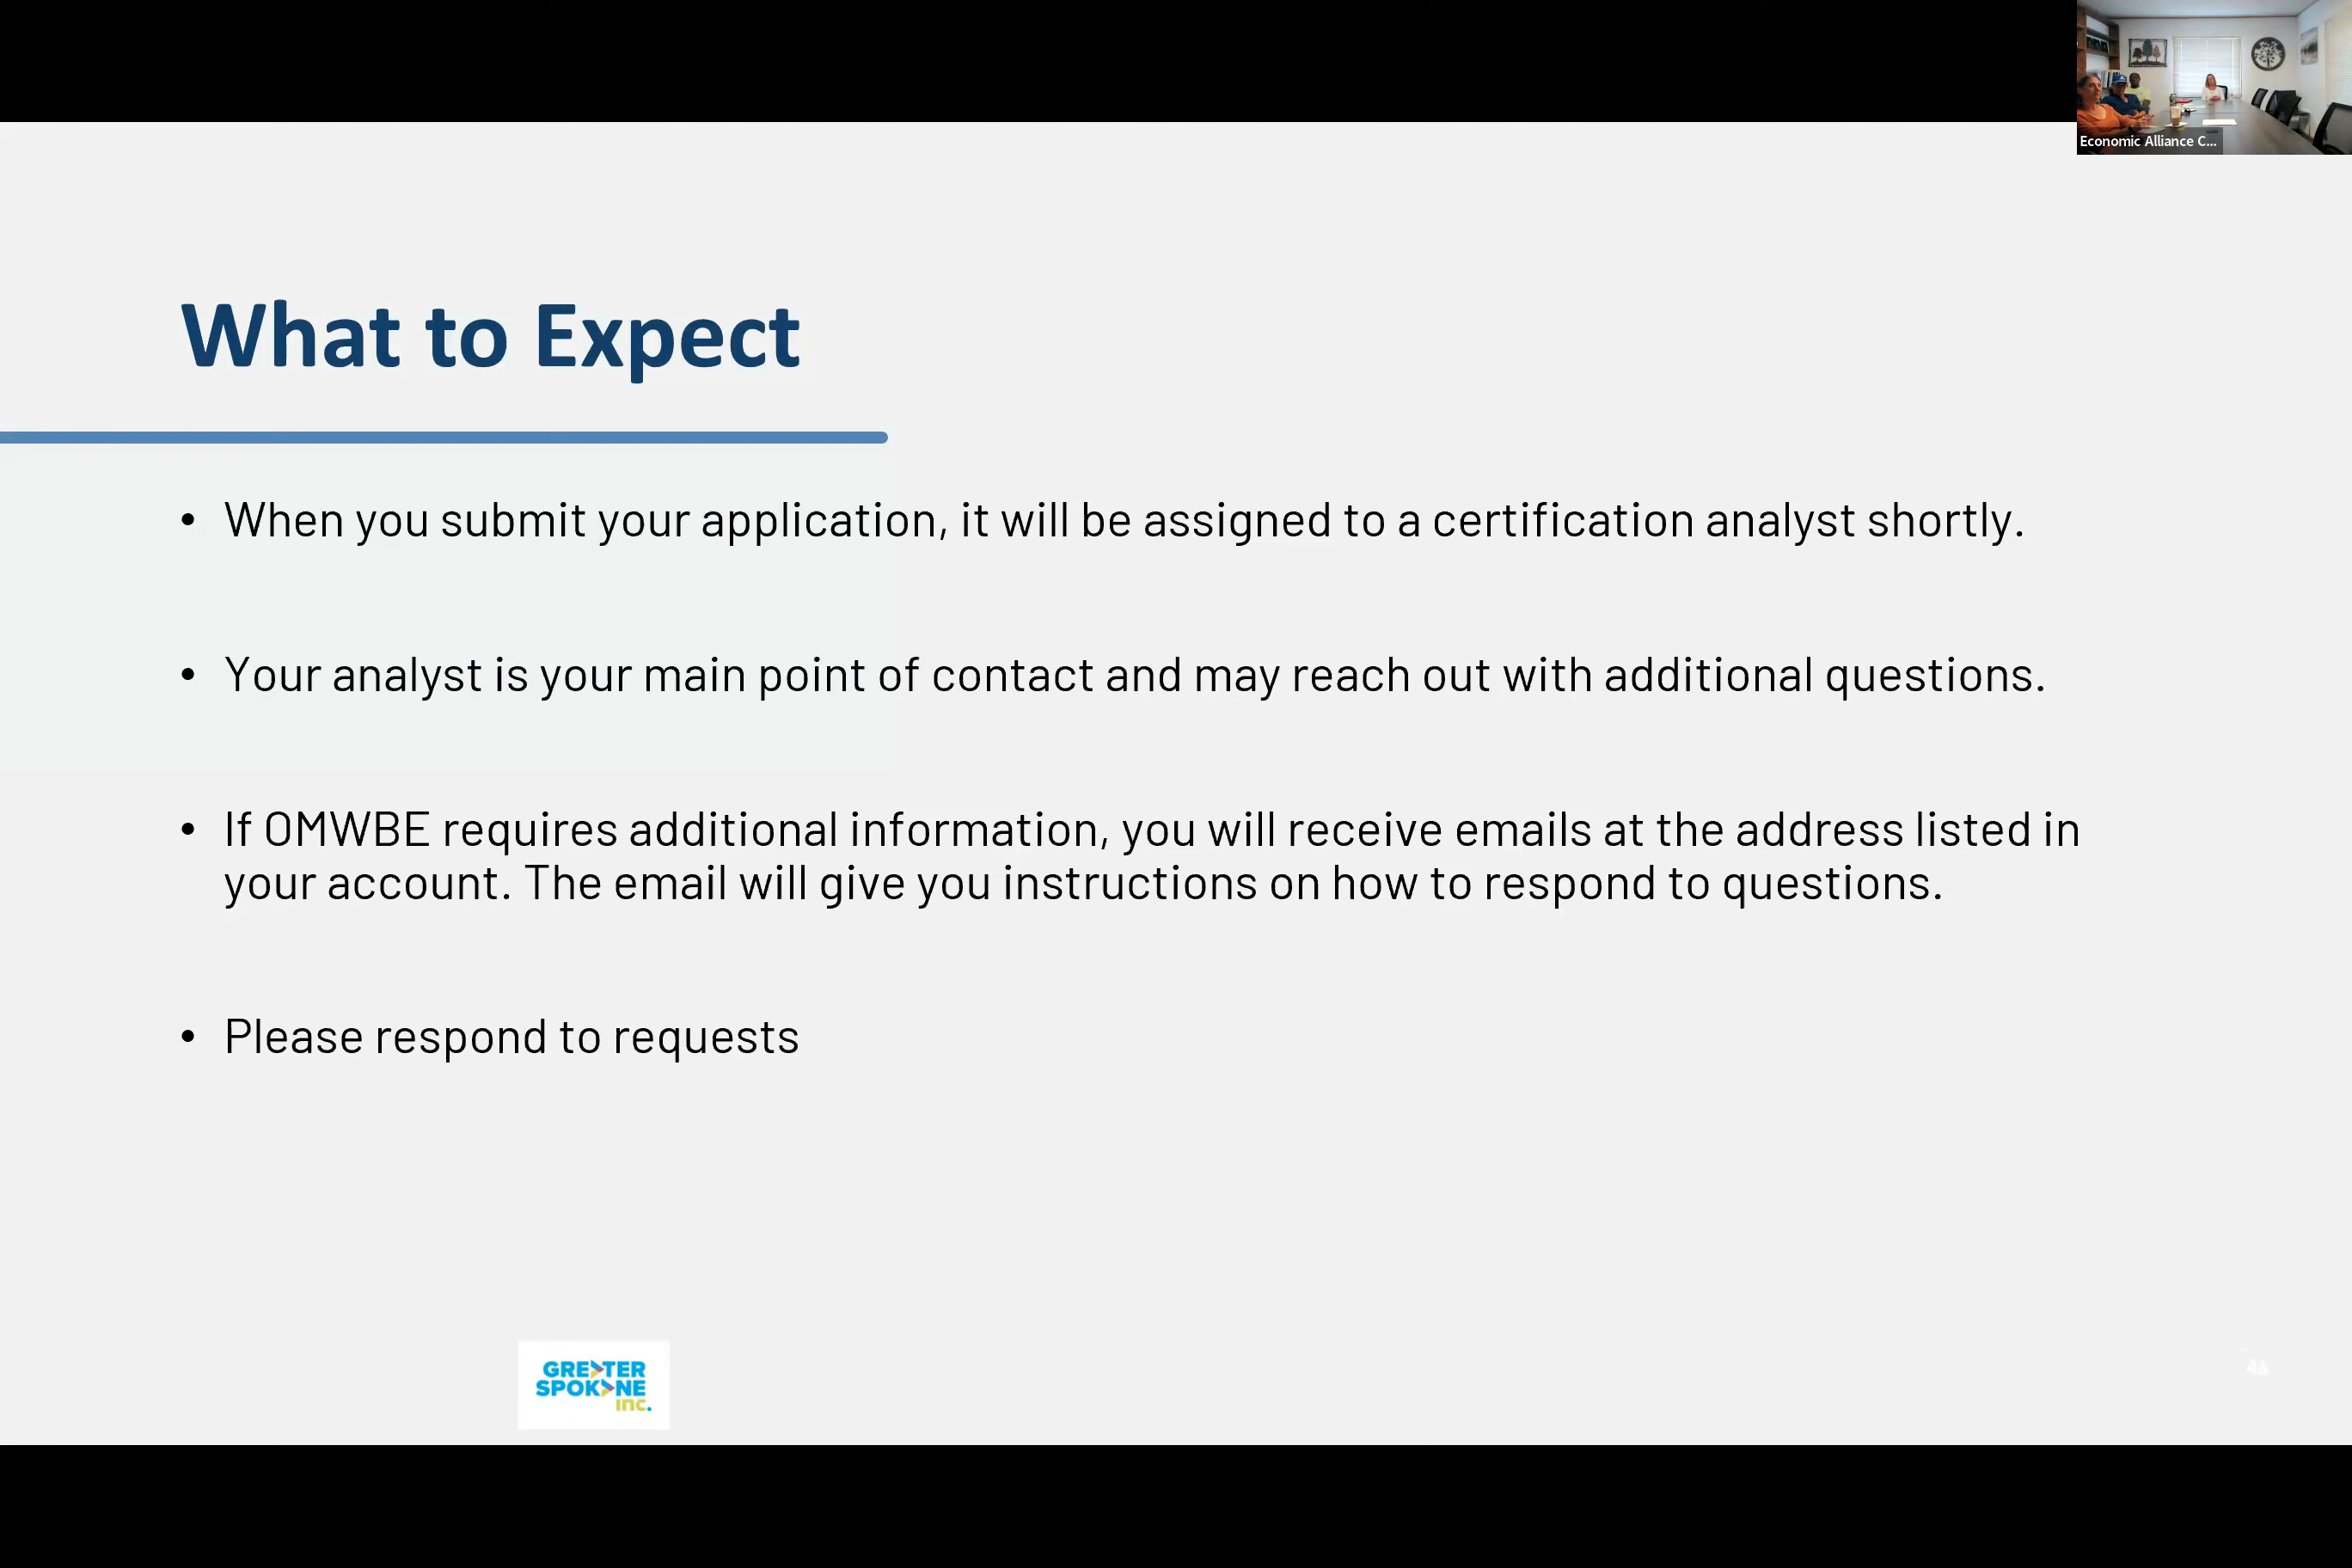 Economic Alliance C...
What to Expect
• When you submit your application, it will be assigned to a certification analyst shortly.
• Your analyst is your main point of contact and may reach out with additional questions.
• If OMWBE requires additional information, you will receive emails at the address listed in
your account. The email will give you instructions on how to respond to questions.
• Please respond to requests
GREATER
SPOKANE
inc.
46